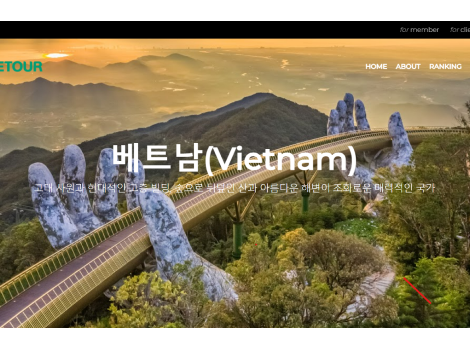 for member for clie
ETOUR
HOME ABOUT RANKING
베트남(Vietnam)
고대 사원과 현대적인 고층 빌딩, 숲으로 뒤덮인 산과 아름다운 해변이 조화로운 매력적인 국가